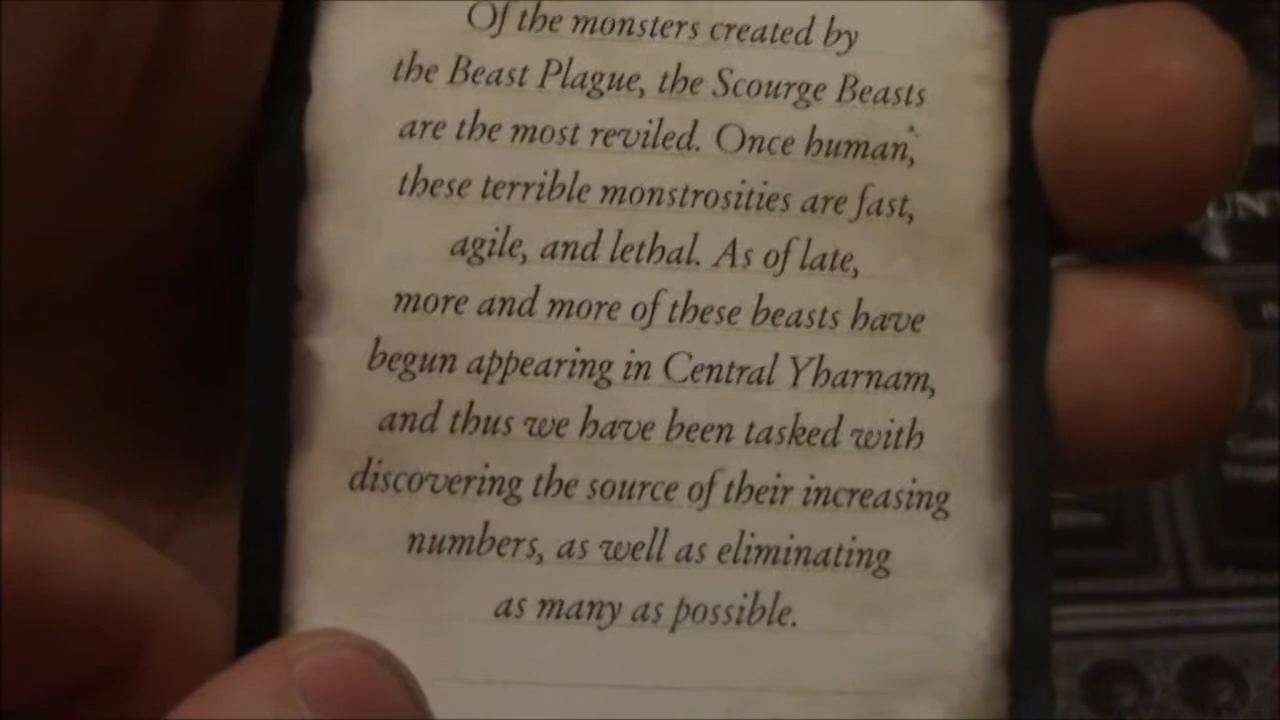 Of the monsters created by
the Beast Plague, the Scourge Beasts
are the most reviled. Once human,
these terrible monstrosities are fast,
agile, and lethal. As of late,
more and more of these beasts have
begun appearing in Central Yharnam,
and thus we have been tasked with
discovering the source of their increasing
numbers, as well as eliminating
as many as possible.